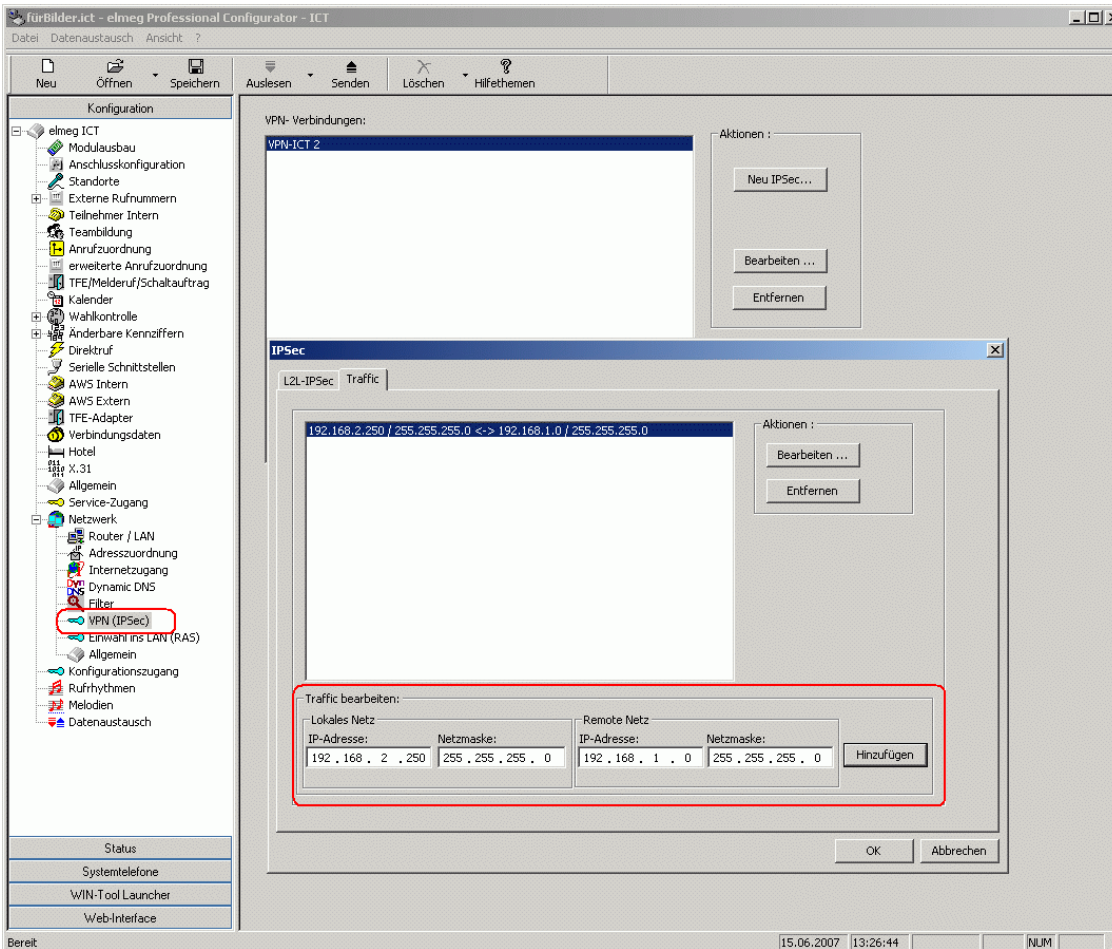 fürBilder.ict - elmeg Professional Configurator - ICT
Datei Datenaustausch Ansicht ?
Neu Öffnen Speichern Auslesen Senden Löschen Hilfethemen
Konfiguration
elmeg ICT
Modulausbau
Anschlusskonfiguration
Standorte
Externe Rufnummern
Teilnehmer Intern
Teambildung
Anrufzuordnung
erweiterte Anrufzuordnung
TFE/Melderuf/Schaltauftrag
Kalender
Wahlkontrolle
Änderbare Kennziffern
Direktruf
Serielle Schnittstellen
AWS Intern
AWS Extern
TFE-Adapter
Verbindungsdaten
Hotel
X.31
Allgemein
Service-Zugang
Netzwerk
Router / LAN
Adresszuordnung
Internetzugang
Dynamic DNS
Filter
VPN (IPSec)
Einwahl ins LAN (RAS)
Allgemein
Konfigurationszugang
Rufrhythmen
Melodien
Datenaustausch
Status
Systemtelefone
WIN-Tool Launcher
Web-Interface
VPN- Verbindungen:
VPN-ICT 2
Aktionen :
Neu IPSec...
Bearbeiten ...
Entfernen
IPSec
L2L-IPSec Traffic
192.168.2.250 / 255.255.255.0 <-> 192.168.1.0 / 255.255.255.0
Aktionen :
Bearbeiten ...
Entfernen
Traffic bearbeiten:
Lokales Netz Remote Netz
IP-Adresse: Netzmaske: IP-Adresse: Netzmaske:
192 . 168 . 2 . 250 255 . 255 . 255 . 0 192 . 168 . 1 . 0 255 . 255 . 255 . 0 Hinzufügen
OK Abbrechen
Bereit 15.06.2007 13:26:44 NUM